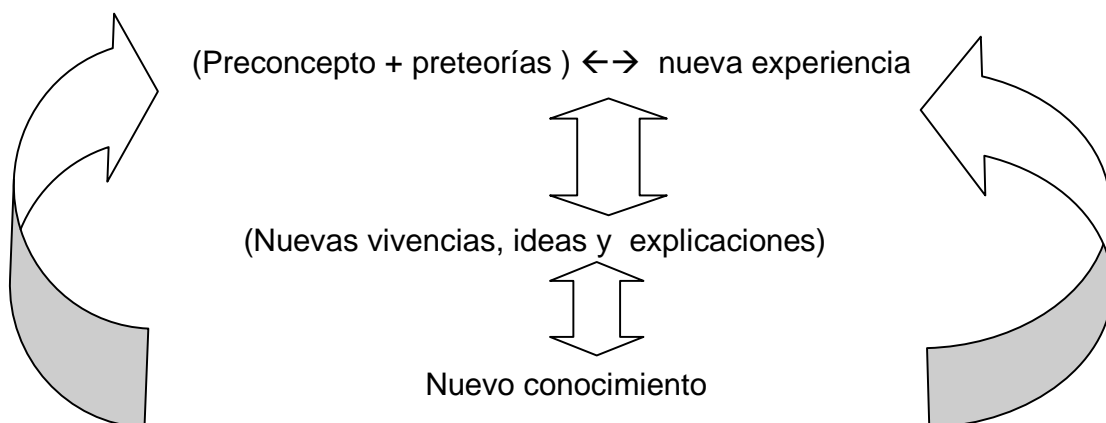 (Preconcepto + preteorías ) ←→ nueva experiencia
(Nuevas vivencias, ideas y explicaciones)
Nuevo conocimiento